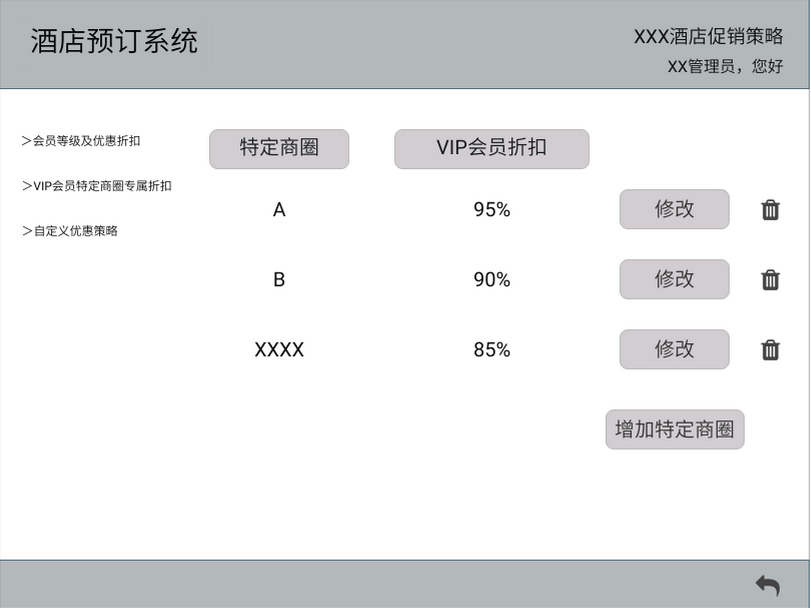 酒店预订系统
XXX酒店促销策略
XX管理员，您好
＞会员等级及优惠折扣
＞VIP会员特定商圈专属折扣
＞自定义优惠策略
特定商圈 VIP会员折扣
A 95% 修改
B 90% 修改
XXXX 85% 修改
增加特定商圈